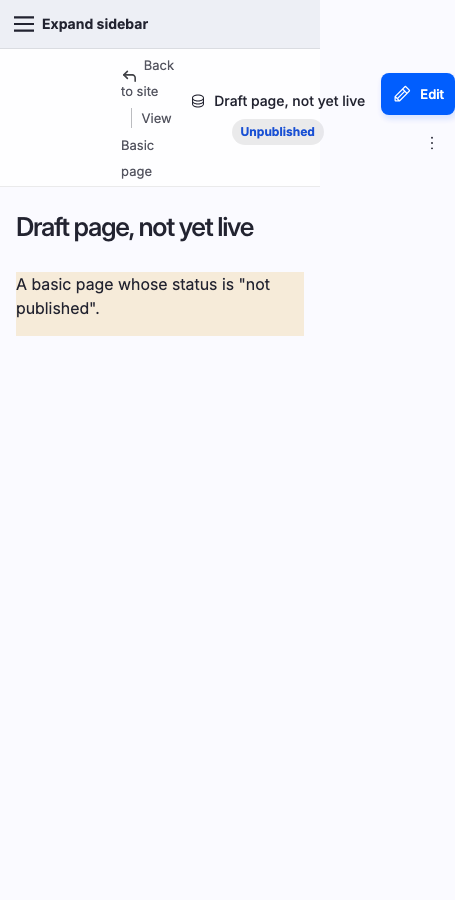 Expand sidebar
Back
to site
View
Basic
page
Draft page, not yet live
Unpublished
Edit
Draft page, not yet live
A basic page whose status is "not
published".